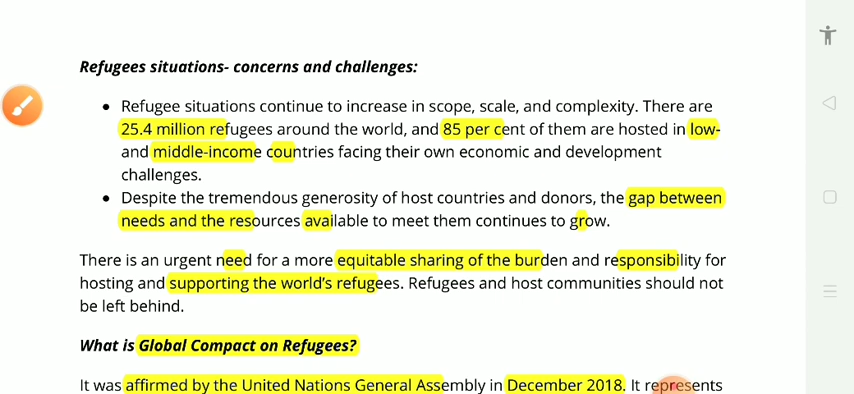 Refugees situations- concerns and challenges:
• Refugee situations continue to increase in scope, scale, and complexity. There are
25.4 million refugees around the world, and 85 per cent of them are hosted in low-
and middle-income countries facing their own economic and development
challenges.
• Despite the tremendous generosity of host countries and donors, the gap between
needs and the resources available to meet them continues to grow.
There is an urgent need for a more equitable sharing of the burden and responsibility for
hosting and supporting the world's refugees. Refugees and host communities should not
be left behind.
What is Global Compact on Refugees?
It was affirmed by the United Nations General Assembly in December 2018. It represents